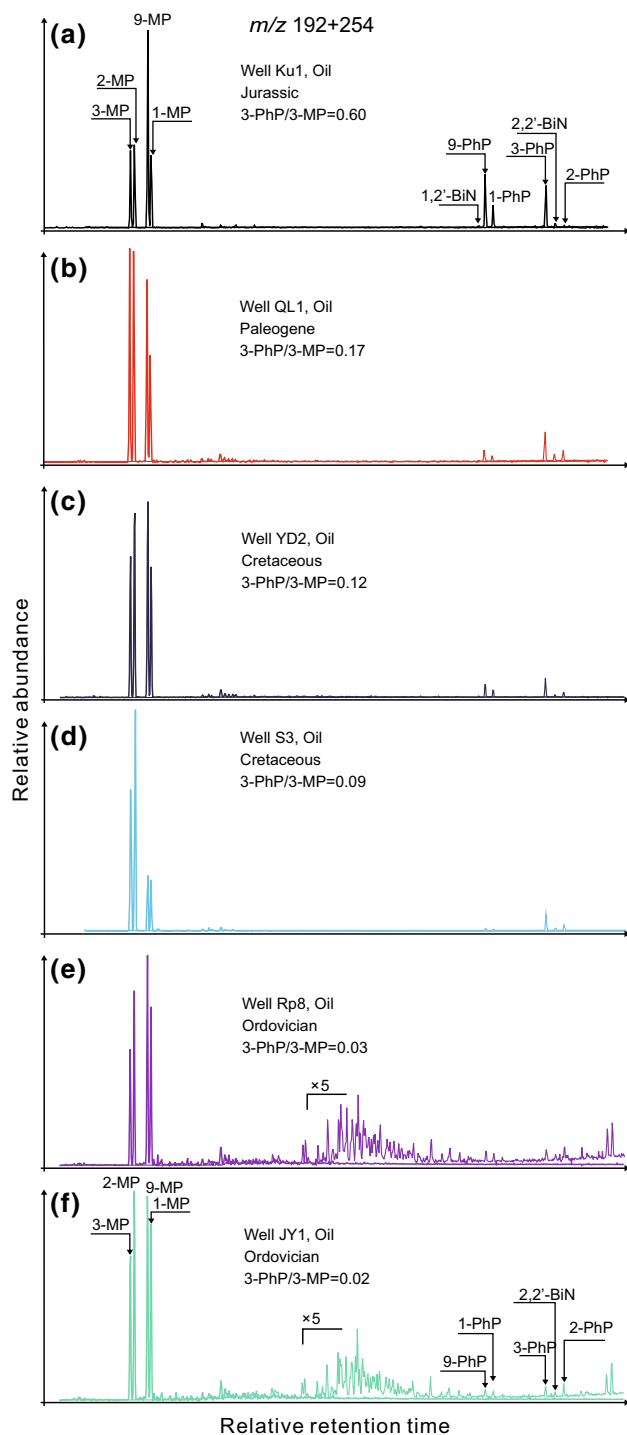 (a)
m/z 192+254
9-MP
2-MP
3-MP
1-MP
Well Ku1, Oil
Jurassic
3-PhP/3-MP=0.60
2,2'-BiN
9-PhP
3-PhP
2-PhP
1,2'-BiN
1-PhP
(b)
Well QL1, Oil
Paleogene
3-PhP/3-MP=0.17
(c)
Well YD2, Oil
Cretaceous
3-PhP/3-MP=0.12
Relative abundance
(d)
Well S3, Oil
Cretaceous
3-PhP/3-MP=0.09
(e)
Well Rp8, Oil
Ordovician
3-PhP/3-MP=0.03
×5
(f)
2-MP
9-MP
1-MP
3-MP
Well JY1, Oil
Ordovician
3-PhP/3-MP=0.02
×5
2,2'-BiN
1-PhP
2-PhP
9-PhP
3-PhP
Relative retention time